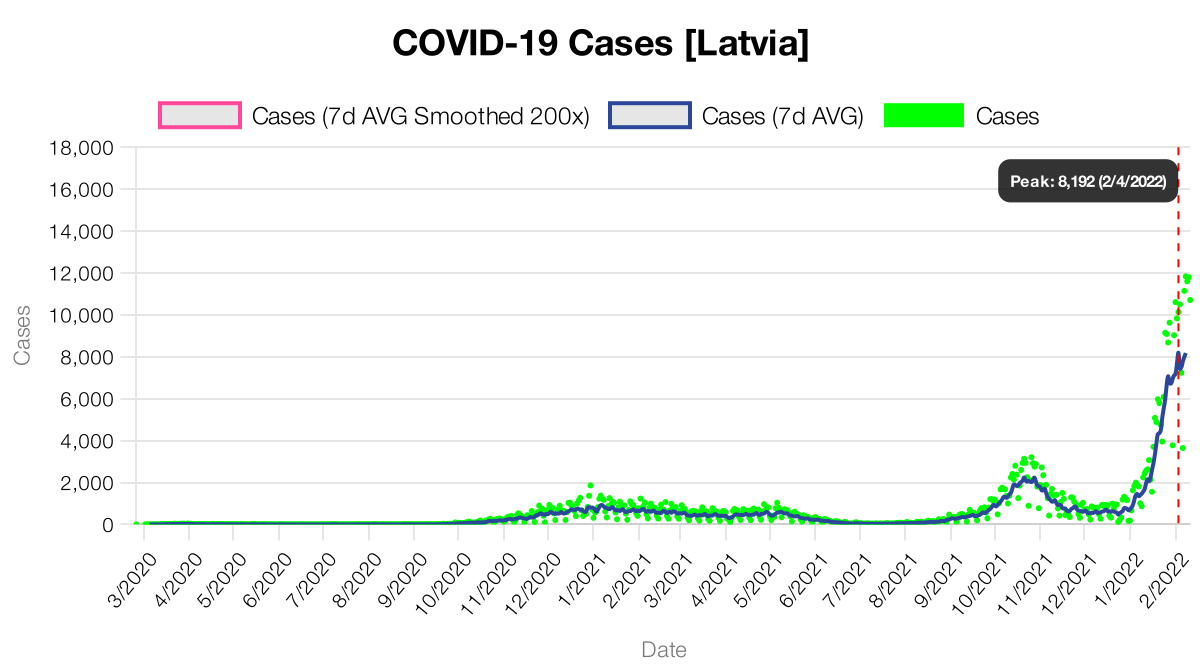 COVID-19 Cases [Latvia]
Cases (7d AVG Smoothed 200x) Cases (7d AVG) Cases
18,000
Peak: 8,192 (2/4/2022)
16,000
14,000
12,000
10,000
8,000
6,000
4,000
2,000
0
Cases
3/2020 4/2020 5/2020 6/2020 7/2020 8/2020 9/2020 10/2020 11/2020 12/2020 1/2021 2/2021 3/2021 4/2021 5/2021 6/2021 7/2021 8/2021 9/2021 10/2021 11/2021 12/2021 1/2022 2/2022
Date